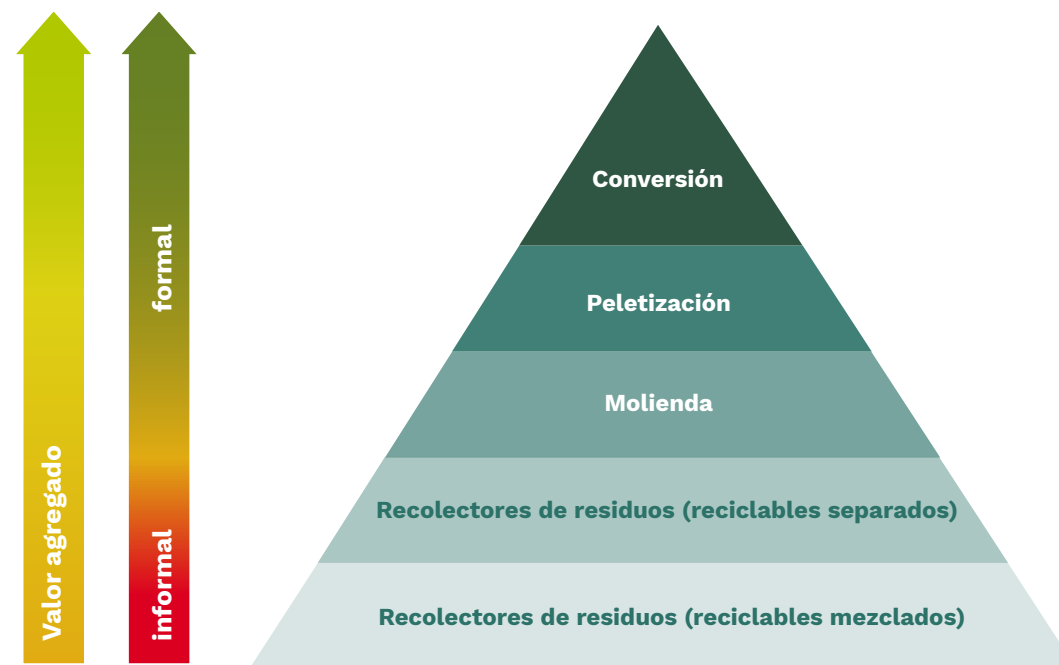 Valor agregado
informal
formal
Conversión
Peletización
Molienda
Recolectores de residuos (reciclables separados)
Recolectores de residuos (reciclables mezclados)